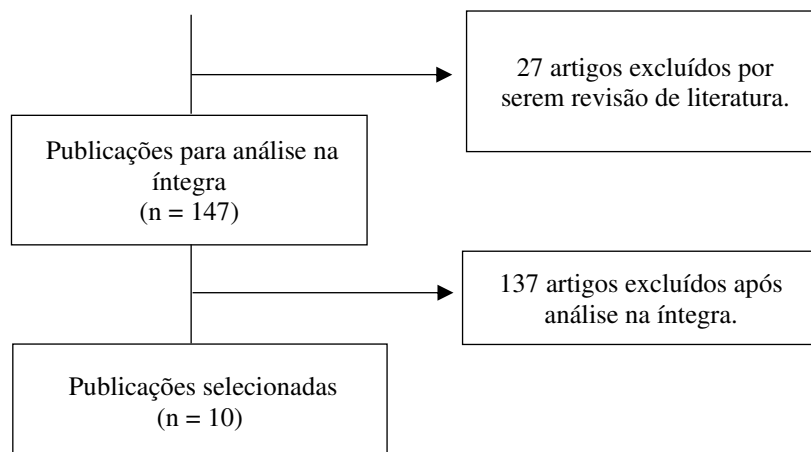 27 artigos excluídos por
serem revisão de literatura.
Publicações para análise na
íntegra
(n = 147)
137 artigos excluídos após
análise na íntegra.
Publicações selecionadas
(n = 10)